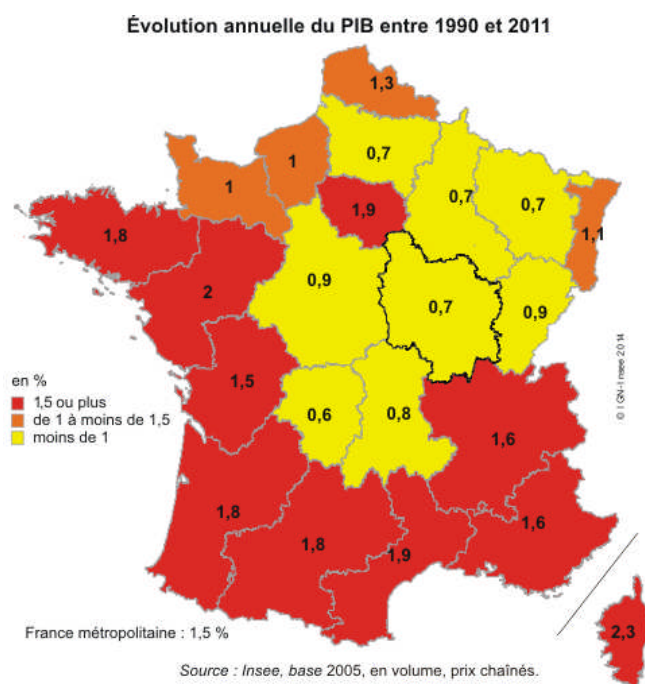 Évolution annuelle du PIB entre 1990 et 2011
1,3
1
1
0,7
0,7
0,7
1,1
1,9
1,8
2
0,9
0,7
0,9
1,5
0,6
0,8
1,6
1,8
1,8
1,9
1,6
2,3
en %
1,5 ou plus
de 1 à moins de 1,5
moins de 1
© IGN-Insee 2014
France métropolitaine : 1,5 %
Source : Insee, base 2005, en volume, prix chaînés.